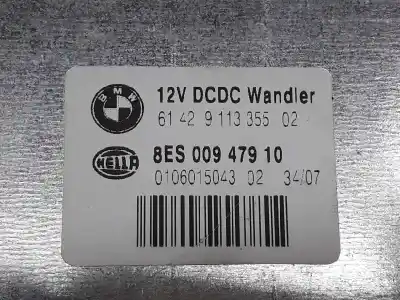 BMW
12V DCDC Wandler
61 42 9 113 355 02
HELLA
8ES 009 479 10
0106015043 02 34/07